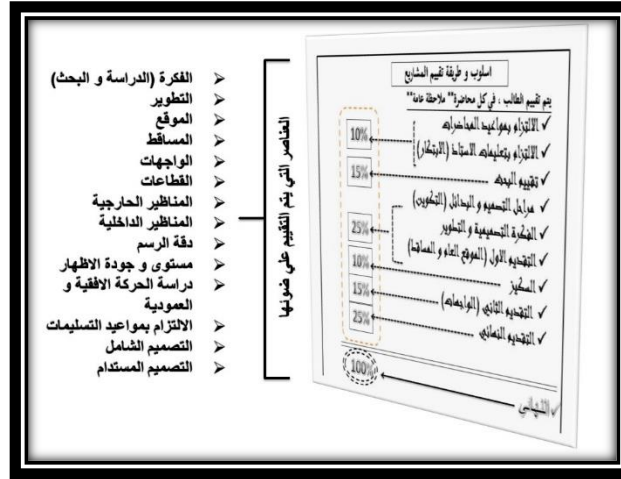 اسلوب و طريقة تقييم المشاريع
يتم تقييم الطالب ، في كل محاضرة** ملاحظة عامة**
✓ الالتزام بمواعيد المحاضرات
✓ الالتزام بتعليمات الاستاذ (الابتكار)
10%
✓ تقييم البحث
15%
✓ مراحل التصميم و البدائل (التكوين)
✓ الفكرة التصميمية و التطوير
✓ التقديم الاول (الموقع العام و المساقط)
25%
✓ السكيز
10%
✓ التقديم الثاني (الواجهات)
15%
✓ التقديم النهائي
25%
✓ النهائي
100%
العناصر التي يتم التقييم علي ضوئها
➢ الفكرة (الدراسة و البحث)
➢ التطوير
➢ الموقع
➢ المساقط
➢ الواجهات
➢ القطاعات
➢ المناظير الخارجية
➢ المناظير الداخلية
➢ دقة الرسم
➢ مستوى و جودة الاظهار
➢ دراسة الحركة الافقية و
العمودية
➢ الالتزام بمواعيد التسليمات
➢ التصميم الشامل
➢ التصميم المستدام